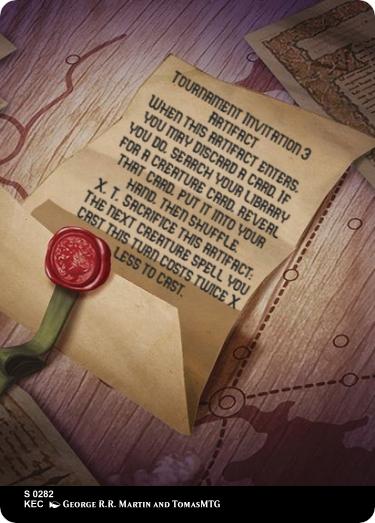 Tournament Invitation 3
Artifact
When this artifact enters,
you may discard a card. If
you do, search your library
for a creature card, reveal
that card, put it into your
hand, then shuffle.
X, T, Sacrifice this artifact:
The next creature spell you
cast this turn costs twice X
less to cast.
S 0282
KEC George R.R. Martin and TomasMTG